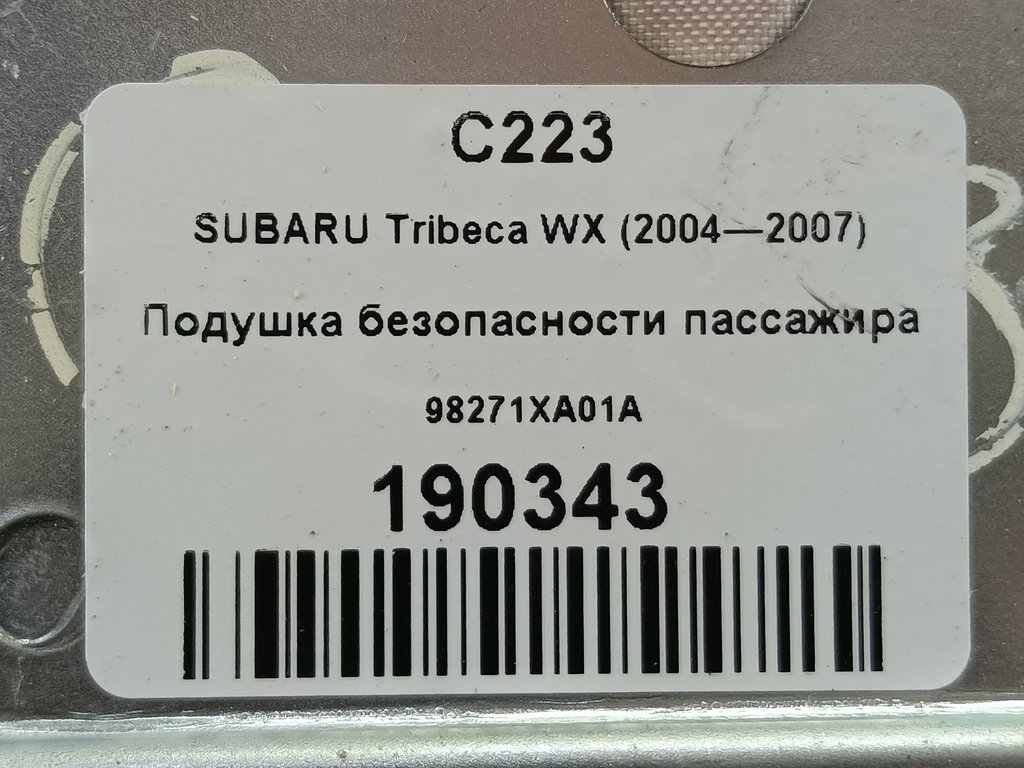 C223
SUBARU Tribeca WX (2004—2007)
Подушка безопасности пассажира
98271XA01A
190343